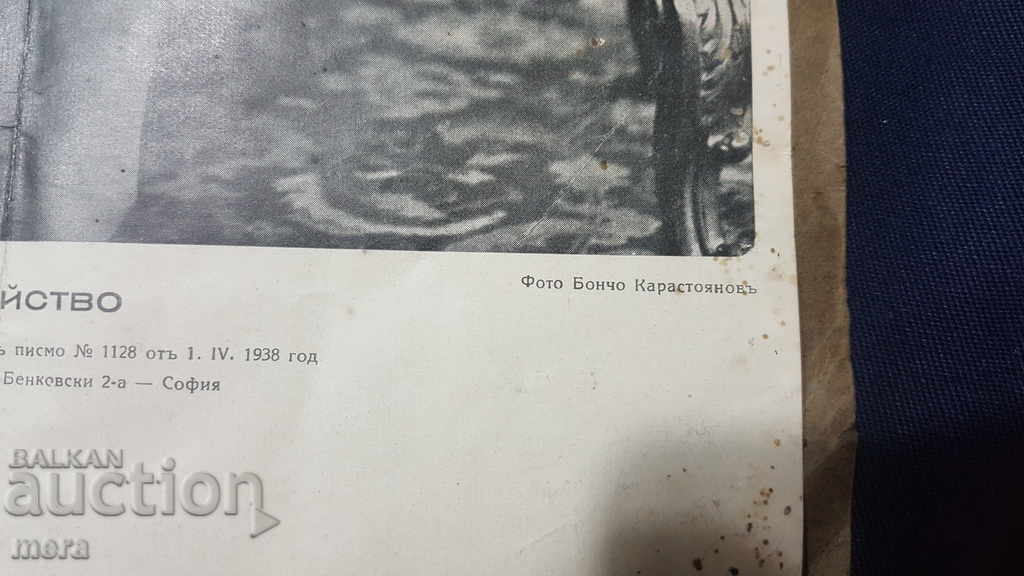 Фото Бончо Карастояновъ
ЙСТВО
ъ писмо № 1128 отъ 1. IV. 1938 год
Бенковски 2-а — София
BALKAN
auction
mera